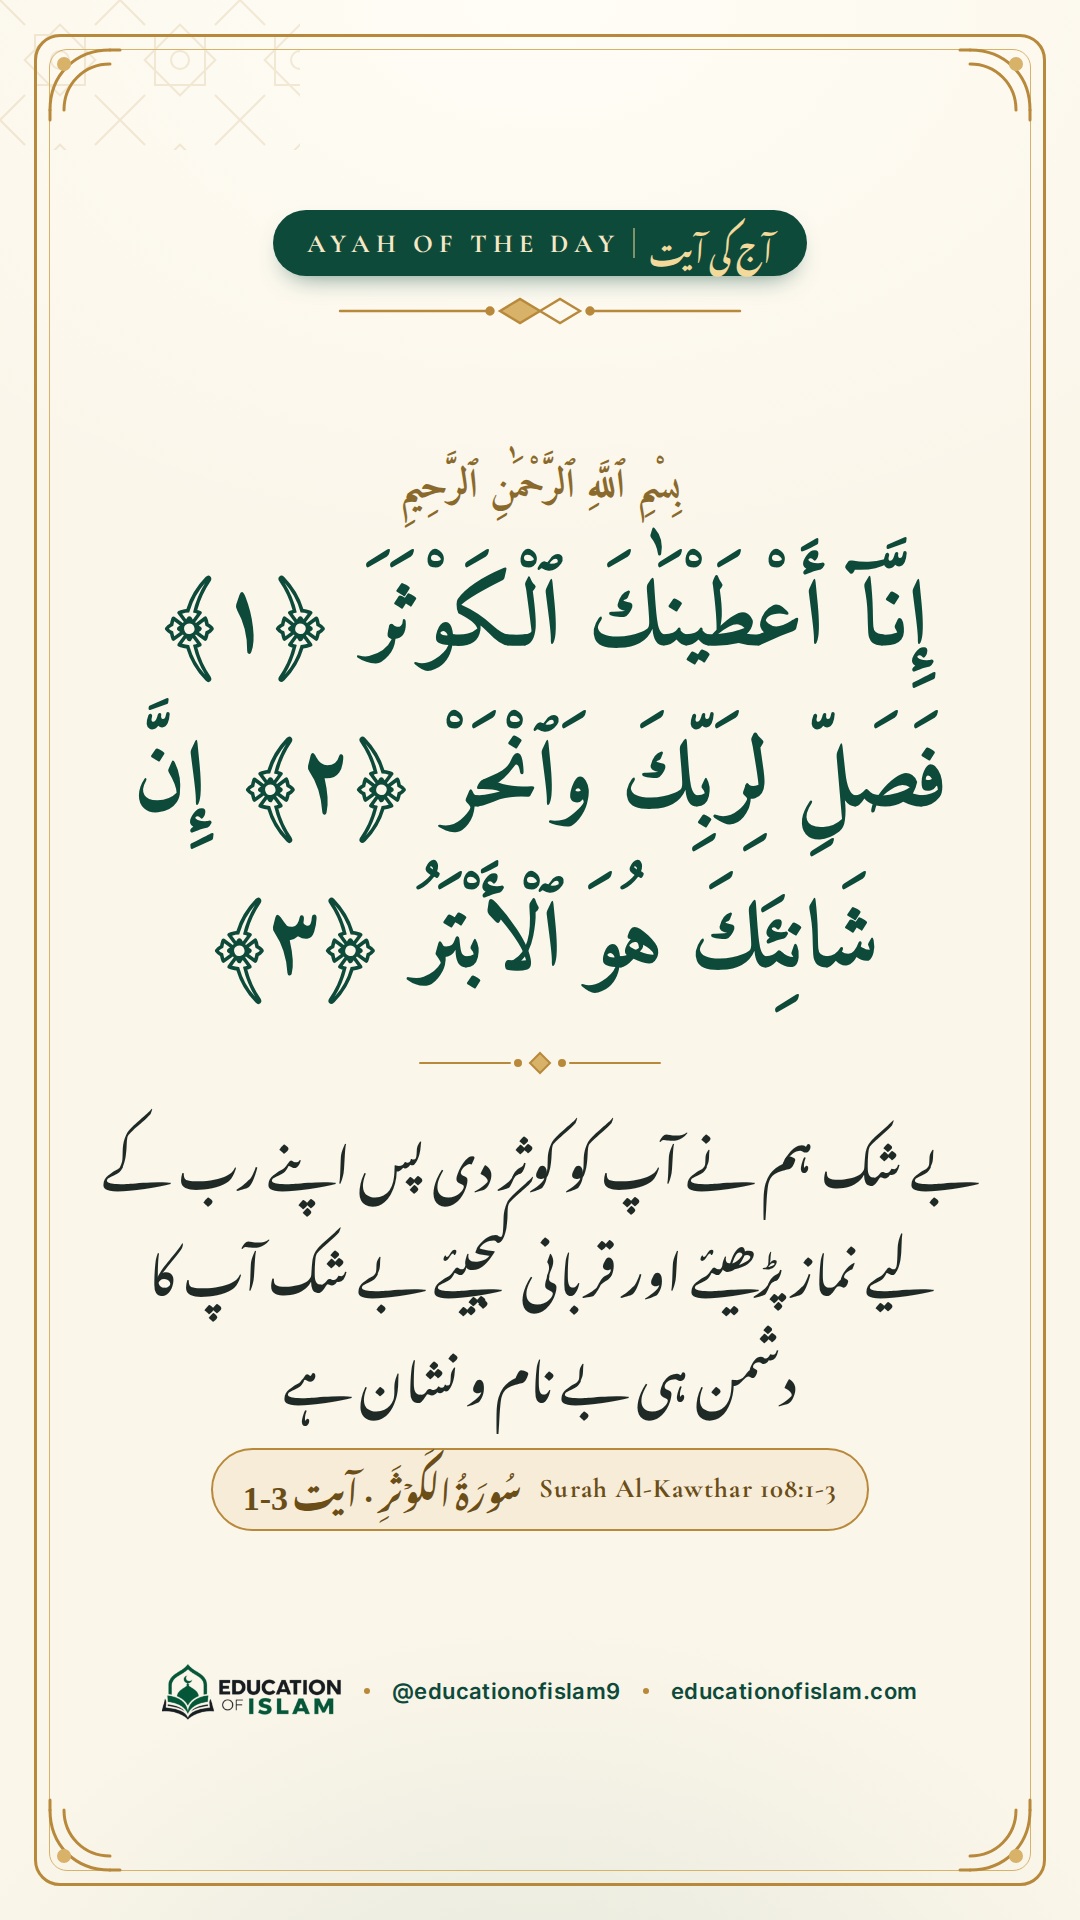 AYAH OF THE DAY | آج کی آیت
بِسْمِ ٱللَّهِ ٱلرَّحْمَٰنِ ٱلرَّحِيمِ
إِنَّآ أَعْطَيْنَٰكَ ٱلْكَوْثَرَ ﴿١﴾
فَصَلِّ لِرَبِّكَ وَٱنْحَرْ ﴿٢﴾ إِنَّ
شَانِئَكَ هُوَ ٱلْأَبْتَرُ ﴿٣﴾
بے شک ہم نے آپ کو کوثر دی پس اپنے رب کے
لیے نماز پڑھیئے اور قربانی کیجیئے بے شک آپ کا
دشمن ہی بے نام و نشان ہے
سُورَةُ الكَوۡثَرِ · آیت 1-3 Surah Al-Kawthar 108:1-3
EDUCATION OF ISLAM • @educationofislam9 • educationofislam.com